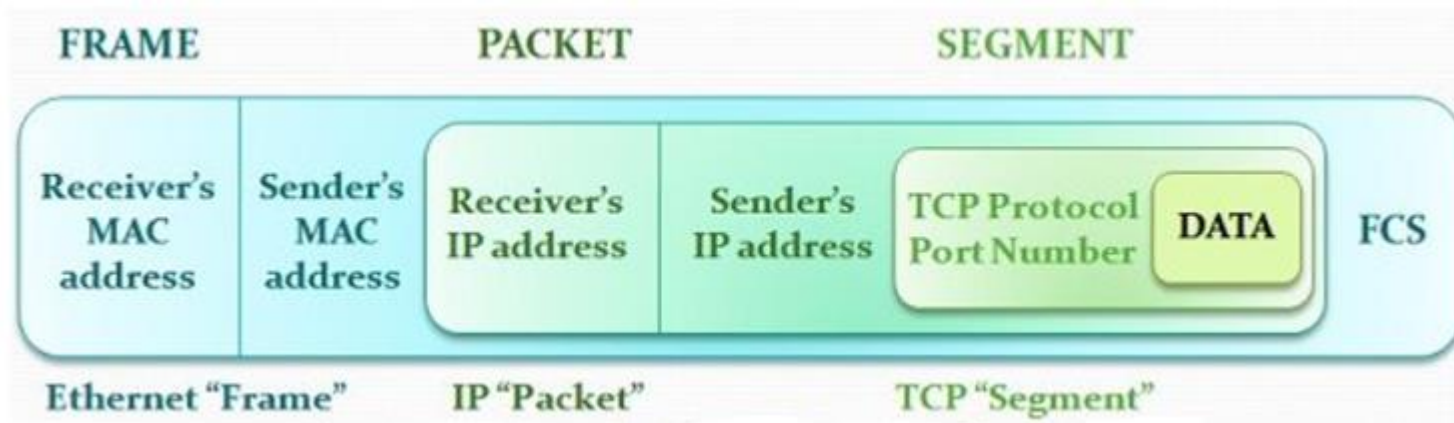 FRAME PACKET SEGMENT
Receiver’s
MAC
address
Sender’s
MAC
address
Receiver’s
IP address
Sender’s
IP address
TCP Protocol
Port Number
DATA
FCS
Ethernet “Frame” IP “Packet” TCP “Segment”